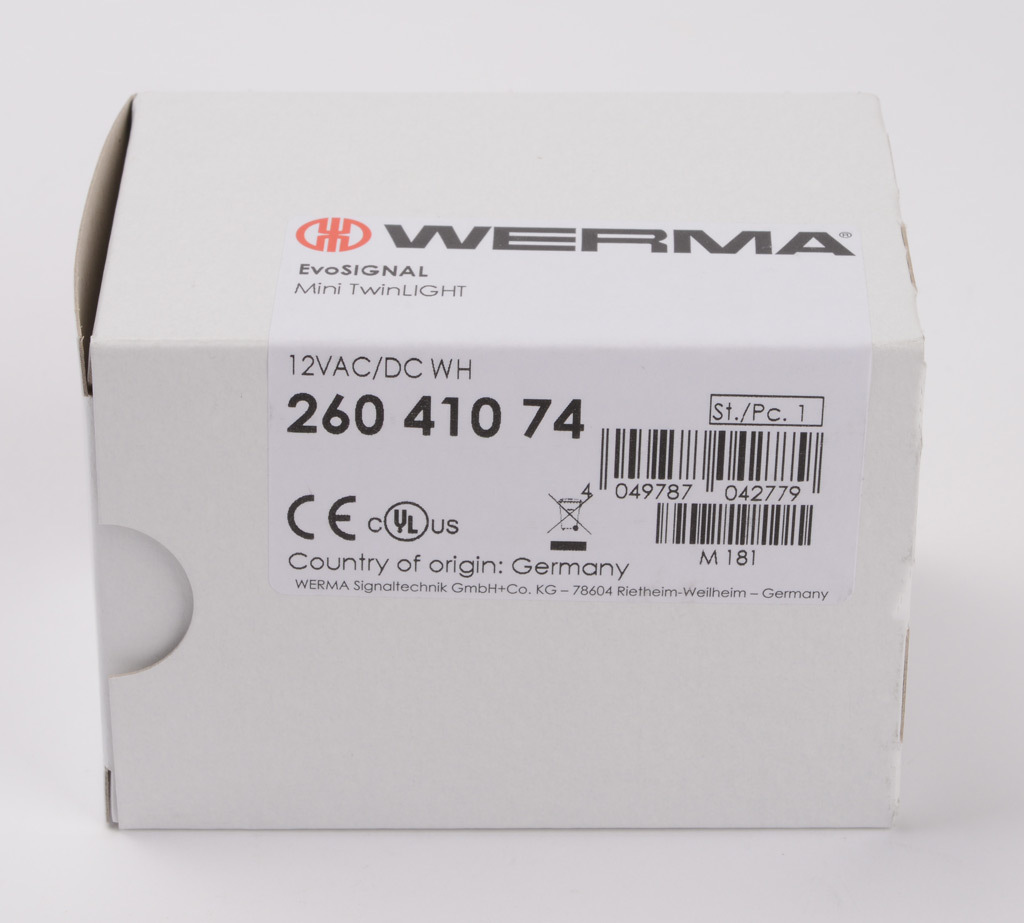 WERMA®
EvoSIGNAL
Mini TwinLIGHT
12VAC/DC WH
260 410 74
St./Pc. 1
4 049787 042779
CE c UL us
M 181
Country of origin: Germany
WERMA Signaltechnik GmbH+Co. KG – 78604 Rietheim-Weilheim – Germany